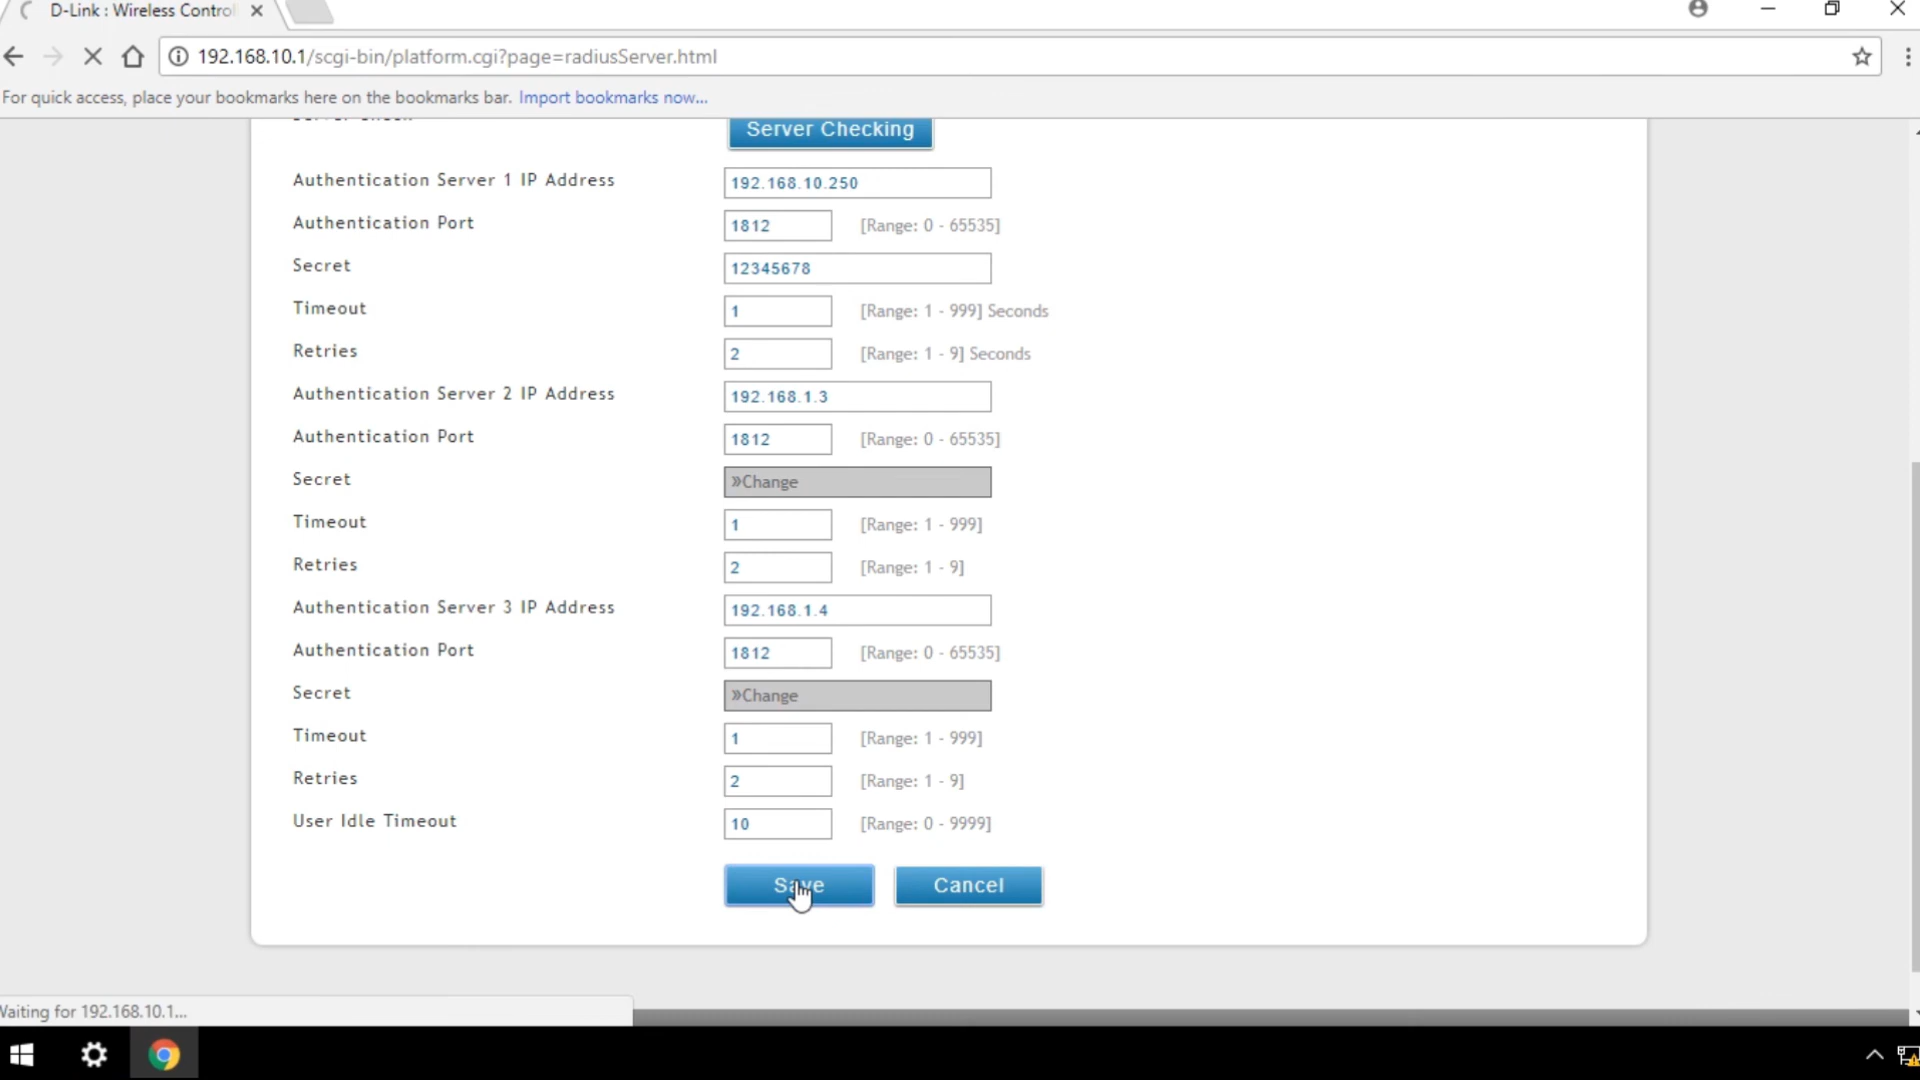 D-Link : Wireless Control
192.168.10.1/scgi-bin/platform.cgi?page=radiusServer.html
For quick access, place your bookmarks here on the bookmarks bar. Import bookmarks now...
Server Checking
Authentication Server 1 IP Address 192.168.10.250
Authentication Port 1812 [Range: 0 - 65535]
Secret 12345678
Timeout 1 [Range: 1 - 999] Seconds
Retries 2 [Range: 1 - 9] Seconds
Authentication Server 2 IP Address 192.168.1.3
Authentication Port 1812 [Range: 0 - 65535]
Secret »Change
Timeout 1 [Range: 1 - 999]
Retries 2 [Range: 1 - 9]
Authentication Server 3 IP Address 192.168.1.4
Authentication Port 1812 [Range: 0 - 65535]
Secret »Change
Timeout 1 [Range: 1 - 999]
Retries 2 [Range: 1 - 9]
User Idle Timeout 10 [Range: 0 - 9999]
Save Cancel
Waiting for 192.168.10.1...